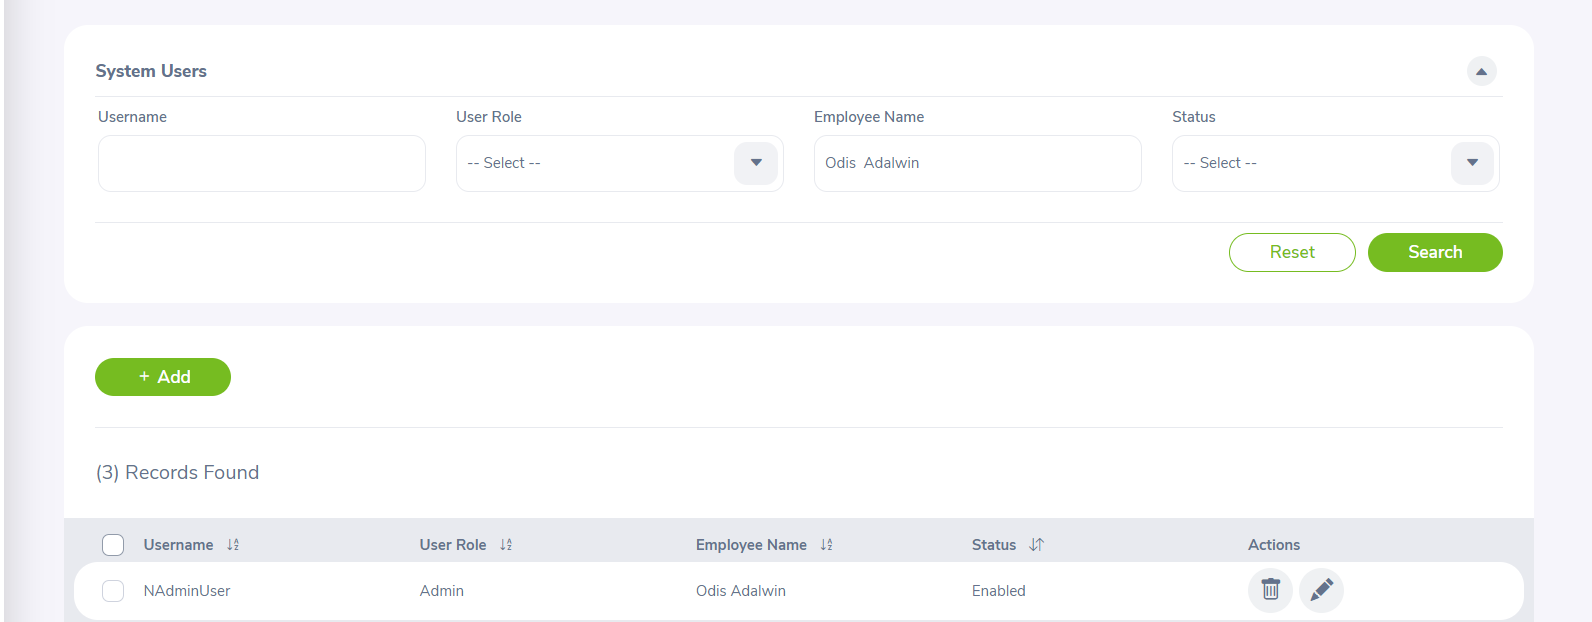 System Users
Username User Role Employee Name Status
-- Select -- Odis  Adalwin -- Select --
Reset Search
+ Add
(3) Records Found
Username User Role Employee Name Status Actions
NAdminUser Admin Odis Adalwin Enabled